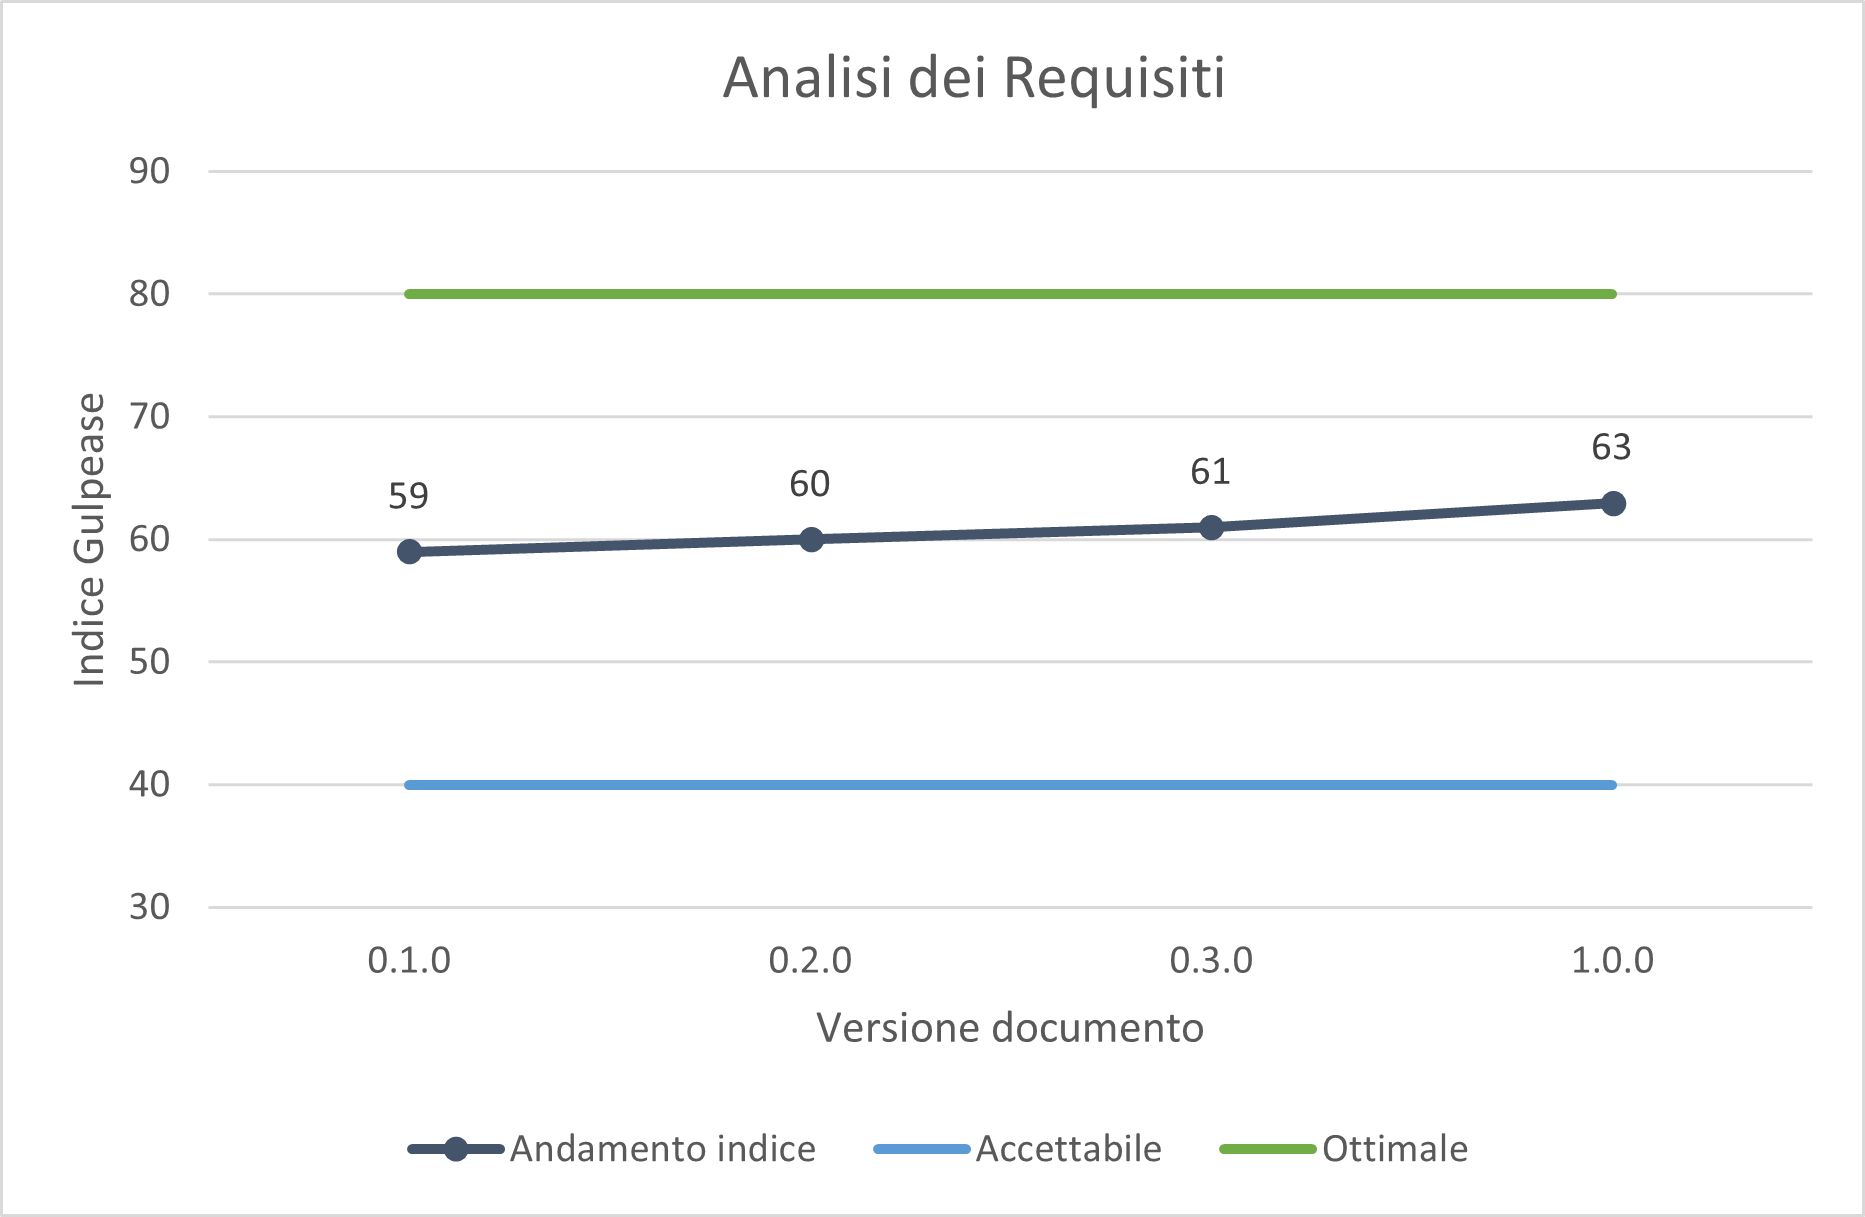 Analisi dei Requisiti
90
80
70
60
50
40
30
Indice Gulpease
59
60
61
63
0.1.0
0.2.0
0.3.0
1.0.0
Versione documento
Andamento indice
Accettabile
Ottimale